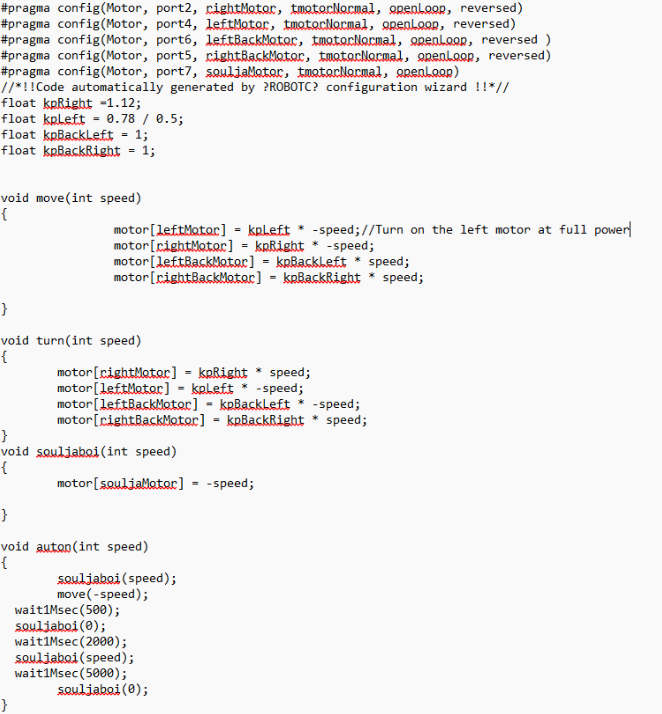 #pragma config(Motor, port2, rightMotor, tmotorNormal, openLoop, reversed)
#pragma config(Motor, port4, leftMotor, tmotorNormal, openLoop, reversed)
#pragma config(Motor, port6, leftBackMotor, tmotorNormal, openLoop, reversed )
#pragma config(Motor, port5, rightBackMotor, tmotorNormal, openLoop, reversed)
#pragma config(Motor, port7, souljaMotor, tmotorNormal, openLoop)
//*!!Code automatically generated by ?ROBOTC? configuration wizard !!*//
float kpRight =1.12;
float kpLeft = 0.78 / 0.5;
float kpBackLeft = 1;
float kpBackRight = 1;
void move(int speed)
{
motor[leftMotor] = kpLeft * -speed;//Turn on the left motor at full power
motor[rightMotor] = kpRight * -speed;
motor[leftBackMotor] = kpBackLeft * speed;
motor[rightBackMotor] = kpBackRight * speed;
}
void turn(int speed)
{
motor[rightMotor] = kpRight * speed;
motor[leftMotor] = kpLeft * -speed;
motor[leftBackMotor] = kpBackLeft * -speed;
motor[rightBackMotor] = kpBackRight * speed;
}
void souljaboi(int speed)
{
motor[souljaMotor] = -speed;
}
void auton(int speed)
{
souljaboi(speed);
move(-speed);
wait1Msec(500);
souljaboi(0);
wait1Msec(2000);
souljaboi(speed);
wait1Msec(5000);
souljaboi(0);
}